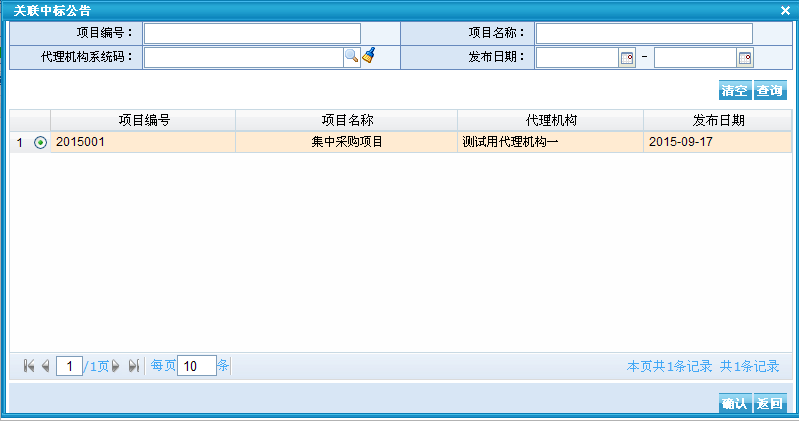 关联中标公告
项目编号： 项目名称：
代理机构系统码： 发布日期： -
清空 查询
项目编号 项目名称 代理机构 发布日期
1 2015001 集中采购项目 测试用代理机构一 2015-09-17
1 /1页 每页 10 条 本页共1条记录 共1条记录
确认 返回